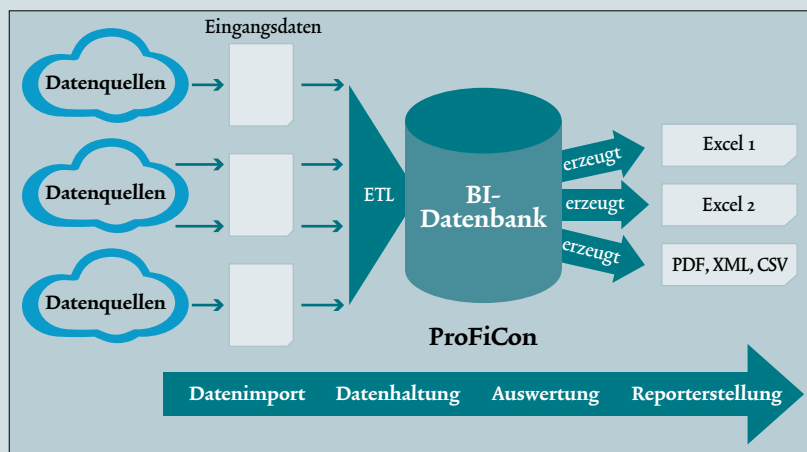 Eingangsdaten
Datenquellen
Datenquellen
Datenquellen
ETL
BI-
Datenbank
erzeugt
erzeugt
erzeugt
Excel 1
Excel 2
PDF, XML, CSV
ProFiCon
Datenimport Datenhaltung Auswertung Reporterstellung